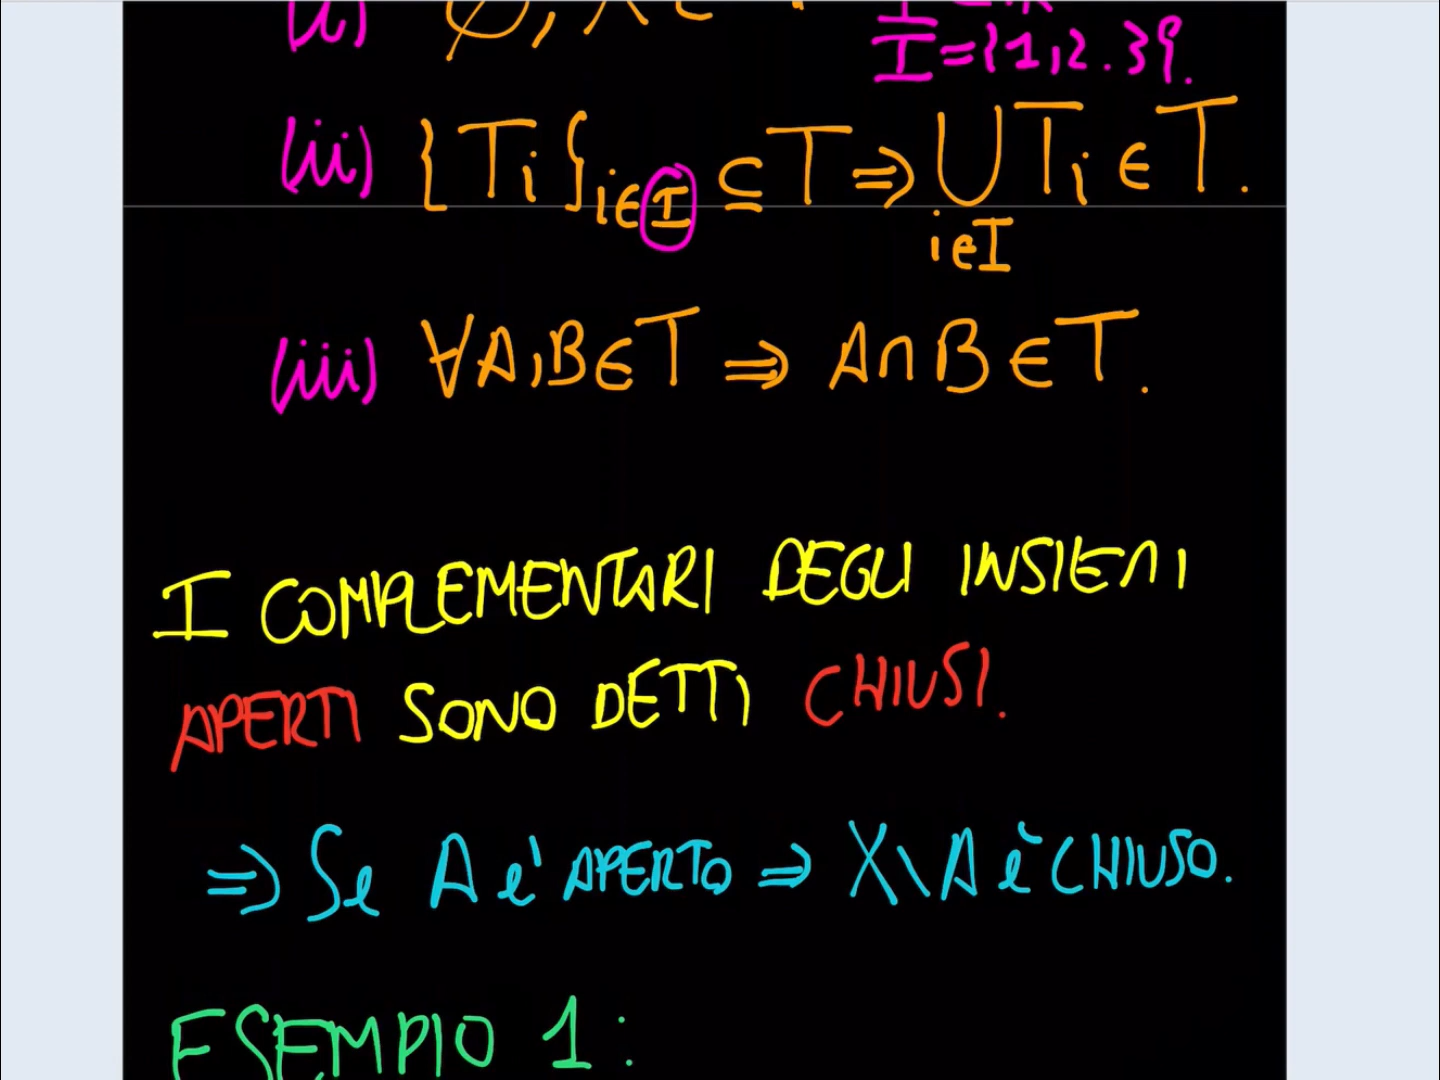 I = {1,2.3}.
(ii) {Ti}i∈I ⊆ T ⇒ ⋃ Ti ∈ T.
i∈I
(iii) ∀A,B∈T ⇒ A∩B ∈ T.
I COMPLEMENTARI DEGLI INSIEMI
APERTI SONO DETTI CHIUSI.
⇒ Se A e' APERTO ⇒ X\A è CHIUSO.
ESEMPIO 1: